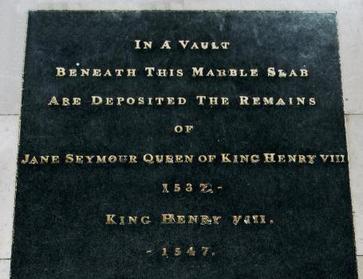 IN A VAULT
BENEATH THIS MARBLE SLAB
ARE DEPOSITED THE REMAINS
OF
JANE SEYMOUR QUEEN OF KING HENRY VIII
1537.
KING HENRY VIII.
1547.